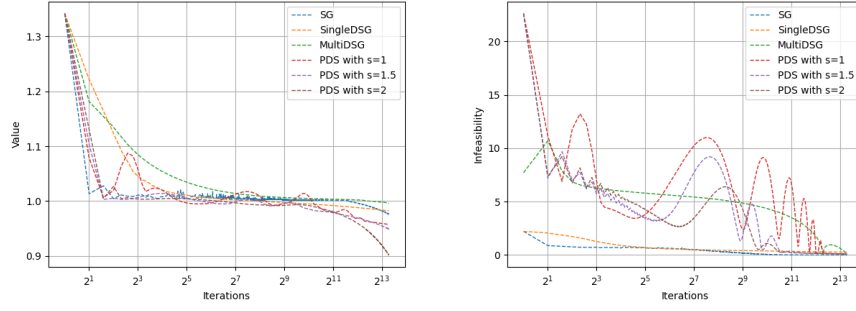 1.3
1.2
1.1
1.0
0.9
Value
2^1
2^3
2^5
2^7
2^9
2^11
2^13
Iterations
SG
SingleDSG
MultiDSG
PDS with s=1
PDS with s=1.5
PDS with s=2
20
15
10
5
0
Infeasibility
2^1
2^3
2^5
2^7
2^9
2^11
2^13
Iterations
SG
SingleDSG
MultiDSG
PDS with s=1
PDS with s=1.5
PDS with s=2